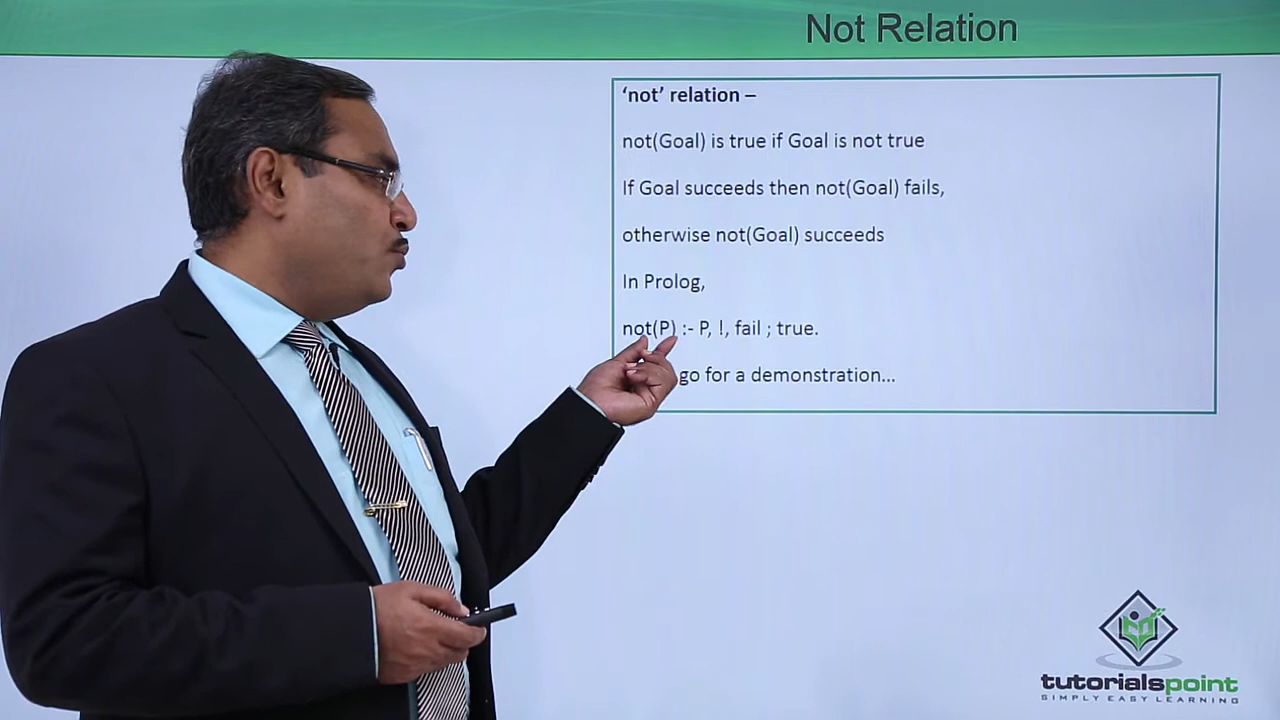 Not Relation
‘not’ relation –
not(Goal) is true if Goal is not true
If Goal succeeds then not(Goal) fails,
otherwise not(Goal) succeeds
In Prolog,
not(P) :- P, !, fail ; true.
go for a demonstration...
tutorialspoint
SIMPLY EASY LEARNING